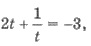 2t + 1/t = −3,